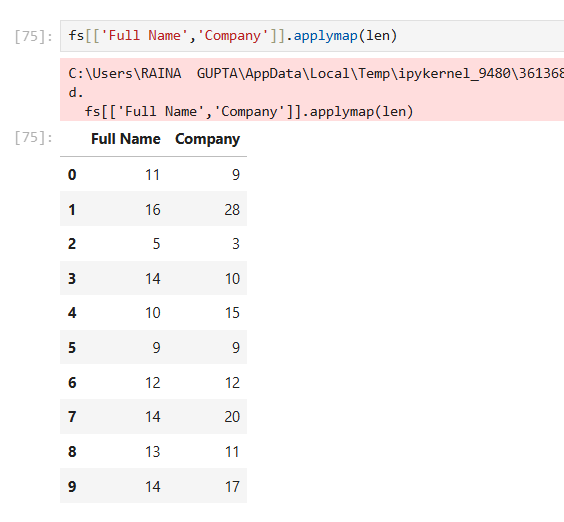 [75]: fs[['Full Name','Company']].applymap(len)
C:\Users\RAINA  GUPTA\AppData\Local\Temp\ipykernel_9480\361368
d.
  fs[['Full Name','Company']].applymap(len)
[75]:
Full Name Company
0 11 9
1 16 28
2 5 3
3 14 10
4 10 15
5 9 9
6 12 12
7 14 20
8 13 11
9 14 17